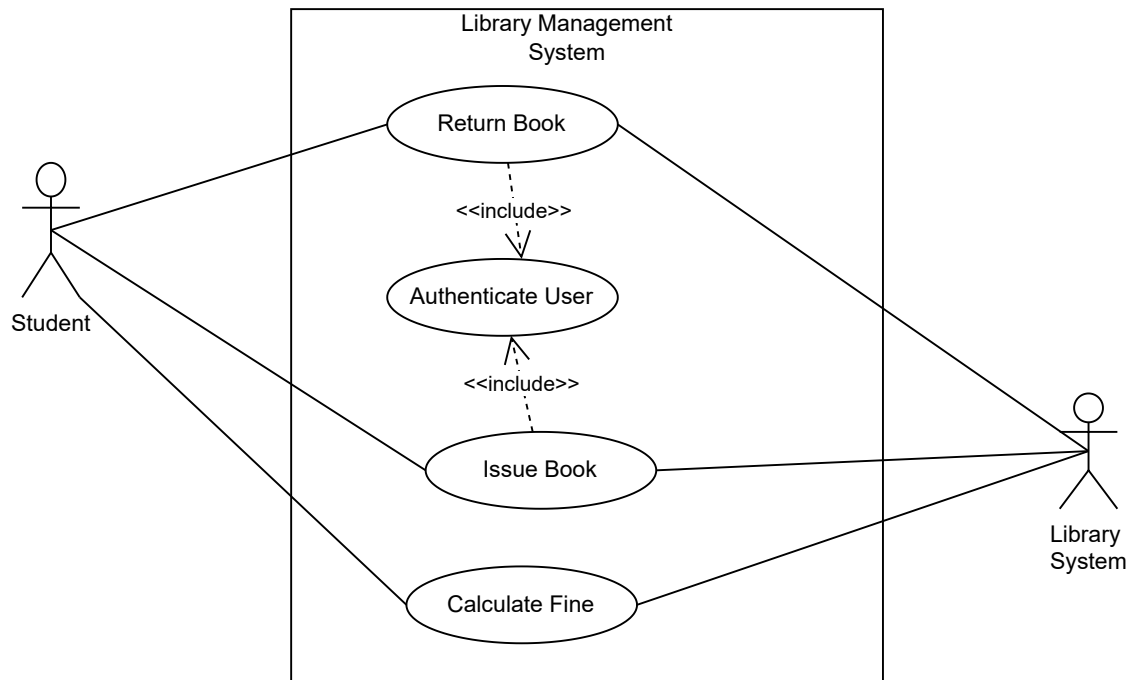 Library Management
System
Return Book
<<include>>
Authenticate User
Student
<<include>>
Issue Book
Library
System
Calculate Fine